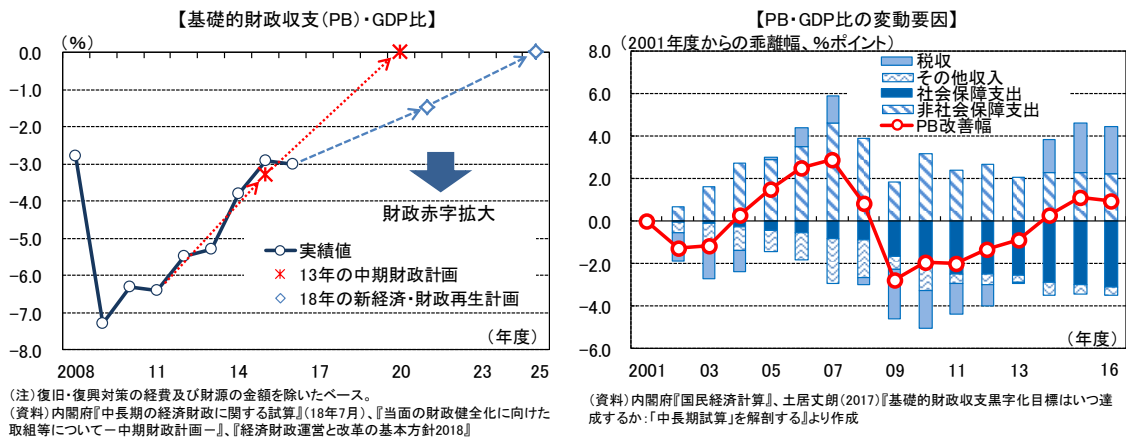 【基礎的財政収支(PB)・GDP比】
(%)
0.0
-1.0
-2.0
-3.0
-4.0
-5.0
-6.0
-7.0
-8.0
財政赤字拡大
実績値
13年の中期財政計画
18年の新経済・財政再生計画
(年度)
2008 11 14 17 20 22 25
(注)復旧・復興対策の経費及び財源の金額を除いたベース。
(資料)内閣府『中長期の経済財政に関する試算』(18年7月)、『当面の財政健全化に向けた
取組等について－中期財政計画－』、『経済財政運営と改革の基本方針2018』
【PB・GDP比の変動要因】
(2001年度からの乖離幅、%ポイント)
8.0
6.0
4.0
2.0
0.0
-2.0
-4.0
-6.0
税収
その他収入
社会保障支出
非社会保障支出
PB改善幅
(年度)
2001 03 05 07 09 11 13 16
(資料)内閣府『国民経済計算』、土居丈朗(2017)『基礎的財政収支黒字化目標はいつ達
成するか:「中長期試算」を解剖する』より作成